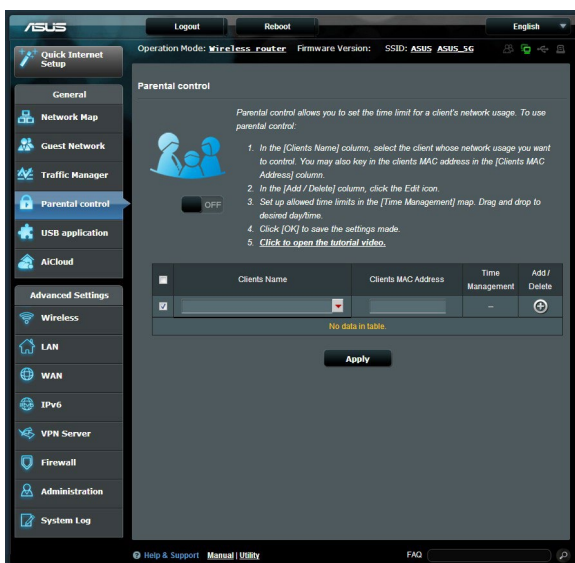 ASUS
Logout
Reboot
English
Quick Internet
Setup
Operation Mode: Wireless router Firmware Version: SSID: ASUS ASUS_5G
General
Network Map
Guest Network
Traffic Manager
Parental control
USB application
AiCloud
Advanced Settings
Wireless
LAN
WAN
IPv6
VPN Server
Firewall
Administration
System Log
Parental control
Parental control allows you to set the time limit for a client's network usage. To use
parental control:
1. In the [Clients Name] column, select the client whose network usage you want
to control. You may also key in the clients MAC address in the [Clients MAC
Address] column.
2. In the [Add / Delete] column, click the Edit icon.
3. Set up allowed time limits in the [Time Management] map. Drag and drop to
desired day/time.
4. Click [OK] to save the settings made.
5. Click to open the tutorial video.
OFF
Clients Name
Clients MAC Address
Time
Management
Add /
Delete
–
No data in table.
Apply
Help & Support Manual | Utility
FAQ